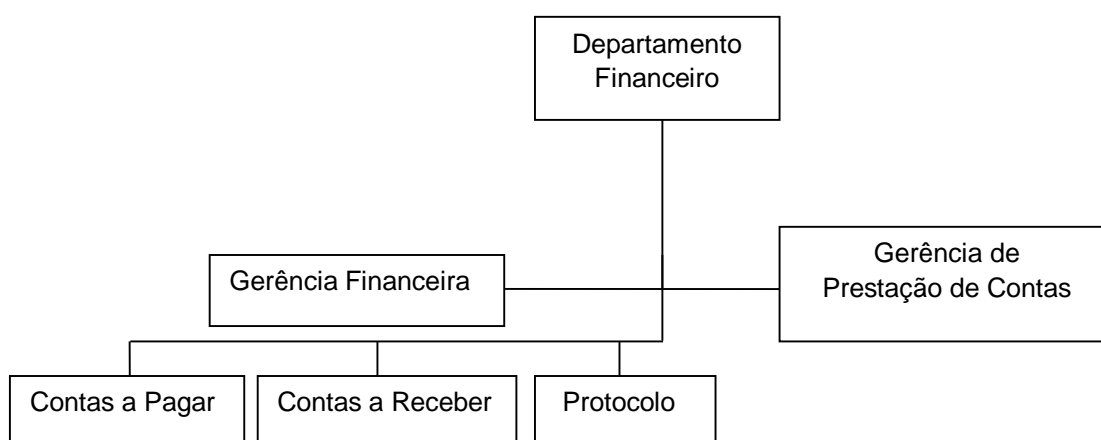 Departamento
Financeiro
Gerência Financeira
Gerência de
Prestação de Contas
Contas a Pagar
Contas a Receber
Protocolo